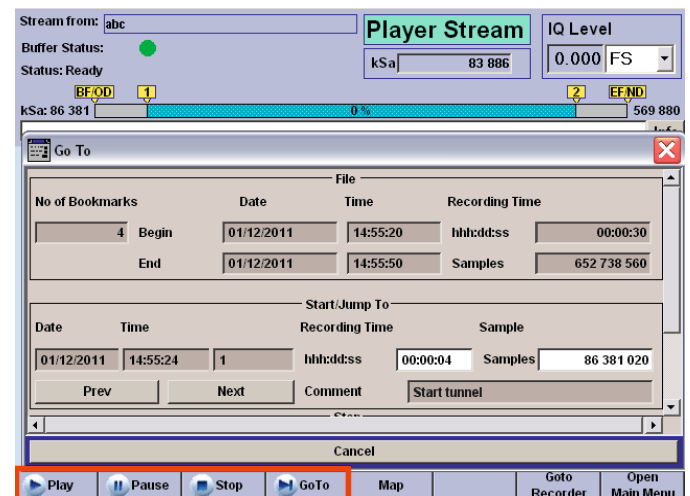 Stream from: abc
Player Stream
IQ Level
Buffer Status:
kSa 83 886
0.000 FS
Status: Ready
BF/OD 1 2 EF/ND
kSa: 86 381 0 % 569 880
Info
Go To
File
No of Bookmarks Date Time Recording Time
4 Begin 01/12/2011 14:55:20 hhh:dd:ss 00:00:30
End 01/12/2011 14:55:50 Samples 652 738 560
Start/Jump To
Date Time Recording Time Sample
01/12/2011 14:55:24 1 hhh:dd:ss 00:00:04 Samples 86 381 020
Prev Next Comment Start tunnel
Stop
Cancel
Play Pause Stop GoTo Map Goto Recorder Open Main Menu